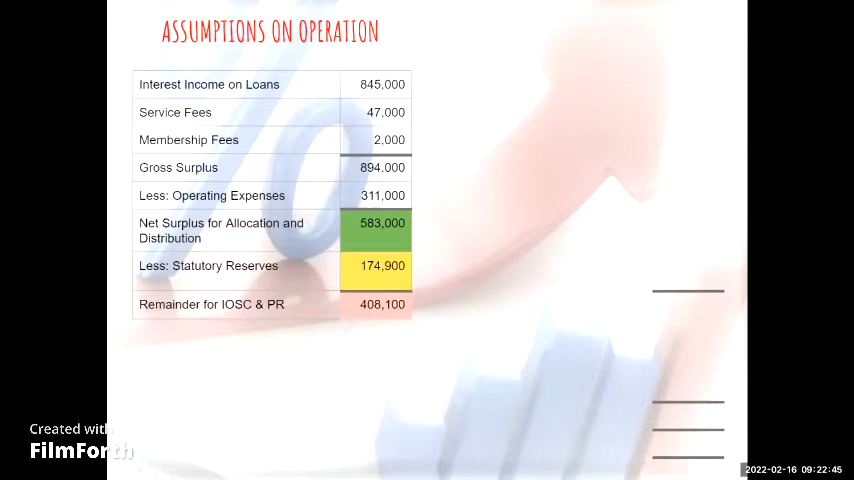 ASSUMPTIONS ON OPERATION
Interest Income on Loans 845,000
Service Fees 47,000
Membership Fees 2,000
Gross Surplus 894,000
Less: Operating Expenses 311,000
Net Surplus for Allocation and 583,000
Distribution
Less: Statutory Reserves 174,900
Remainder for IOSC & PR 408,100
Created with
FilmForth
2022-02-16 09:22:45